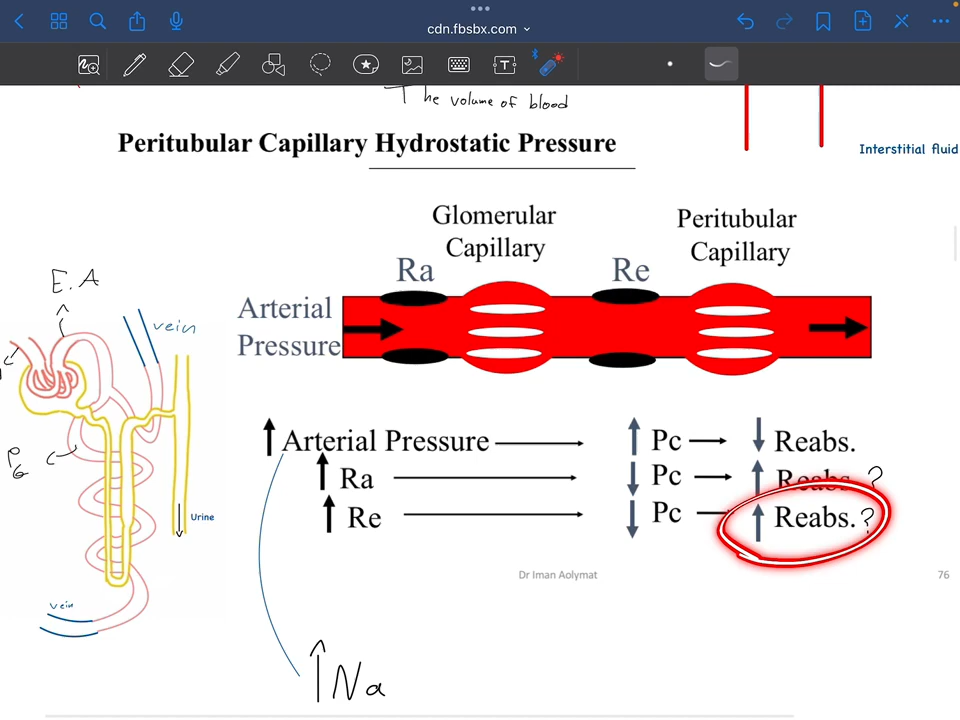 cdn.fbsbx.com
The volume of blood
Peritubular Capillary Hydrostatic Pressure
Interstitial fluid
Glomerular
Capillary
Peritubular
Capillary
Ra
Re
E.A
Arterial
Pressure
vein
↑ Arterial Pressure → ↑ Pc → ↓ Reabs.
↑ Ra → ↓ Pc → ↑ Reabs. ?
↑ Re → ↓ Pc → ↑ Reabs. ?
Urine
Dr Iman Aolymat
76
vein
↑ Na